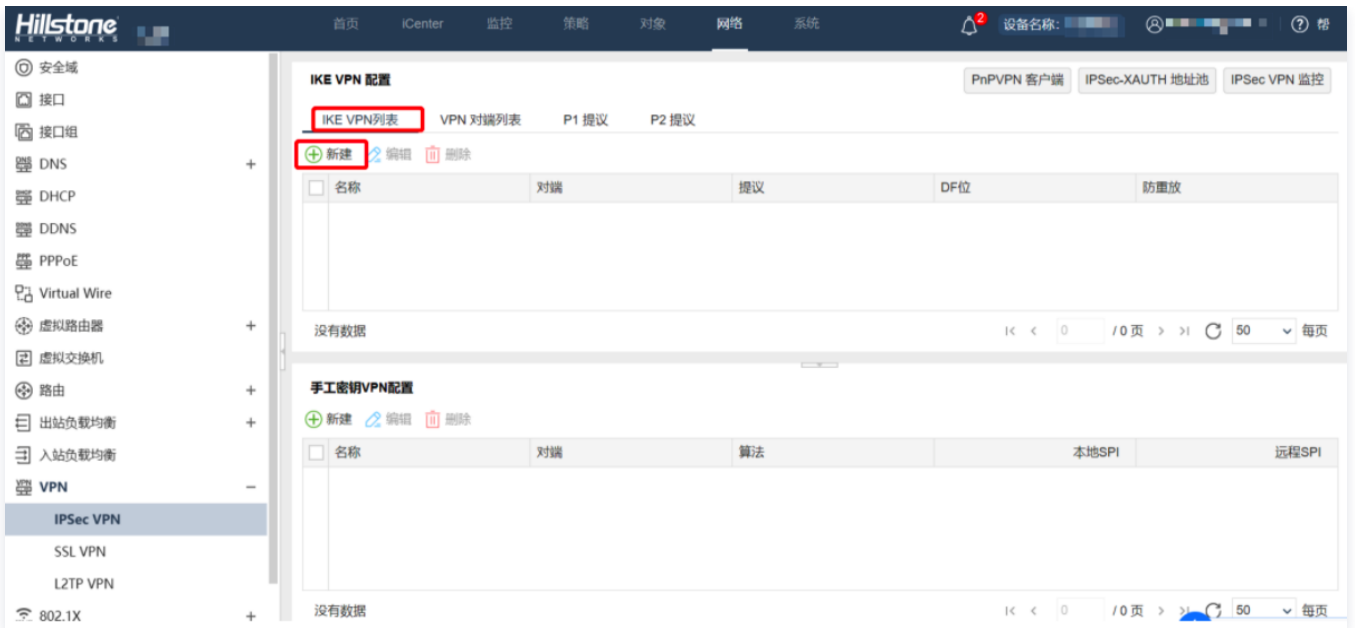 Hillstone 首页 iCenter 监控 策略 对象 网络 系统 2 设备名称: ? 帮
NETWORKS
安全域
接口
接口组
DNS +
DHCP
DDNS
PPPoE
Virtual Wire
虚拟路由器 +
虚拟交换机
路由 +
出站负载均衡 +
入站负载均衡
VPN −
IPSec VPN
SSL VPN
L2TP VPN
802.1X +
IKE VPN 配置 PnPVPN 客户端 IPSec-XAUTH 地址池 IPSec VPN 监控
IKE VPN列表 VPN 对端列表 P1 提议 P2 提议
新建 编辑 删除
名称 对端 提议 DF位 防重放
没有数据 0 / 0 页 50 每页
手工密钥VPN配置
新建 编辑 删除
名称 对端 算法 本地SPI 远程SPI
没有数据 0 / 0 页 50 每页